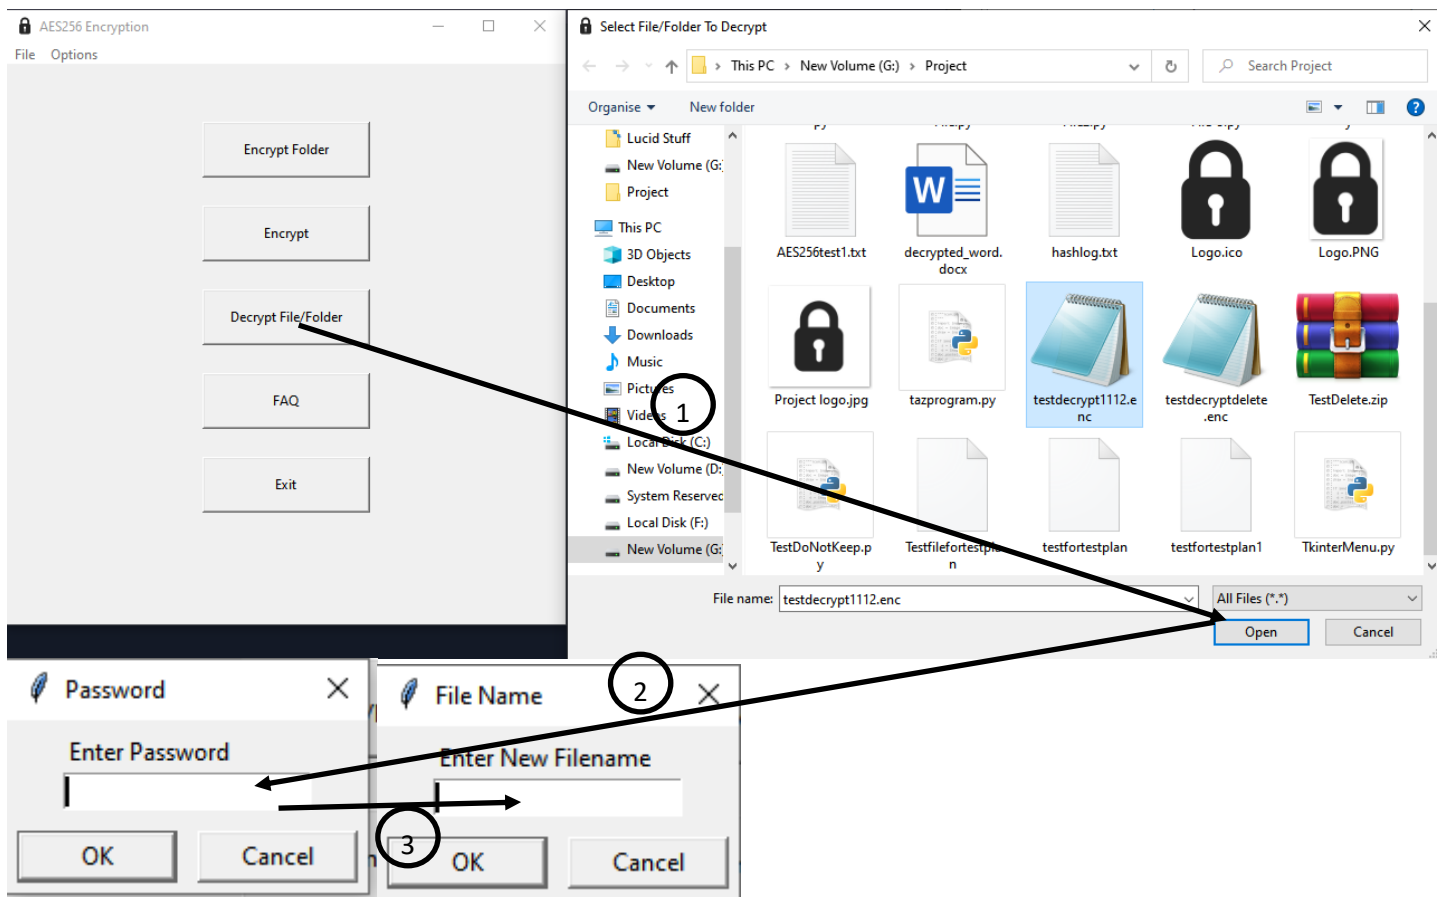 AES256 Encryption
File Options
Encrypt Folder
Encrypt
Decrypt File/Folder
FAQ
Exit
Select File/Folder To Decrypt
This PC > New Volume (G:) > Project
Search Project
Organise
New folder
Lucid Stuff
New Volume (G:
Project
This PC
3D Objects
Desktop
Documents
Downloads
Music
Pictures
Videos
Local Disk (C:)
New Volume (D:
System Reserved
Local Disk (F:)
New Volume (G:
AES256test1.txt
decrypted_word.
docx
hashlog.txt
Logo.ico
Logo.PNG
Project logo.jpg
tazprogram.py
testdecrypt1112.e
nc
testdecryptdelete
.enc
TestDelete.zip
TestDoNotKeep.p
y
Testfilefortestpla
n
testfortestplan
testfortestplan1
TkinterMenu.py
1
File name: testdecrypt1112.enc
All Files (*.*)
Open
Cancel
Password
Enter Password
OK
Cancel
2
File Name
Enter New Filename
3
OK
Cancel